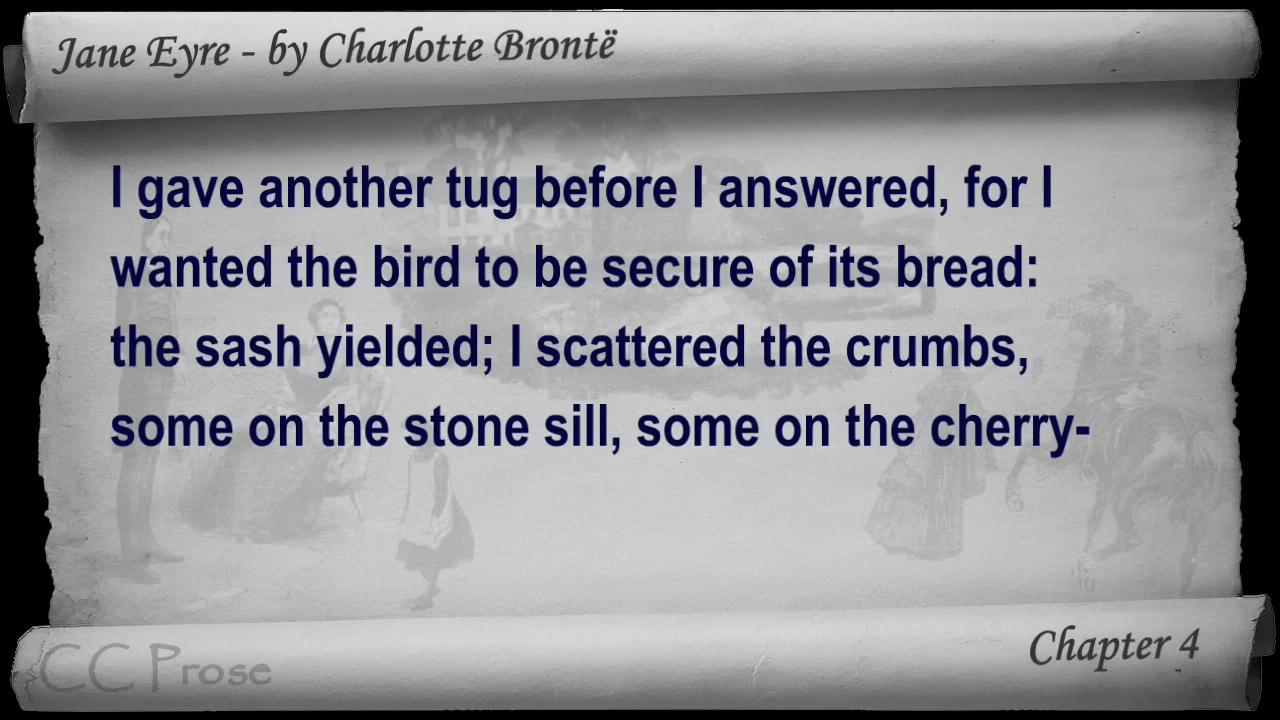 Jane Eyre - by Charlotte Brontë
I gave another tug before I answered, for I
wanted the bird to be secure of its bread:
the sash yielded; I scattered the crumbs,
some on the stone sill, some on the cherry-
CC Prose
Chapter 4